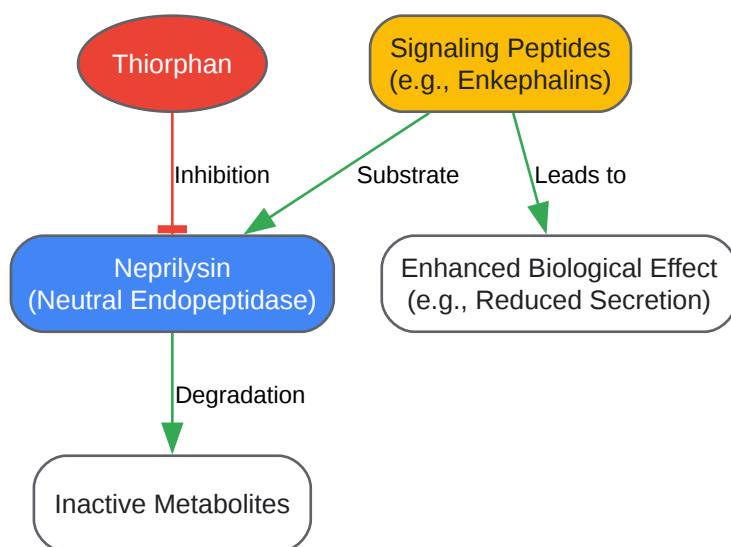 Thiorphan
Signaling Peptides
(e.g., Enkephalins)
Inhibition
Substrate
Leads to
Neprilysin
(Neutral Endopeptidase)
Enhanced Biological Effect
(e.g., Reduced Secretion)
Degradation
Inactive Metabolites